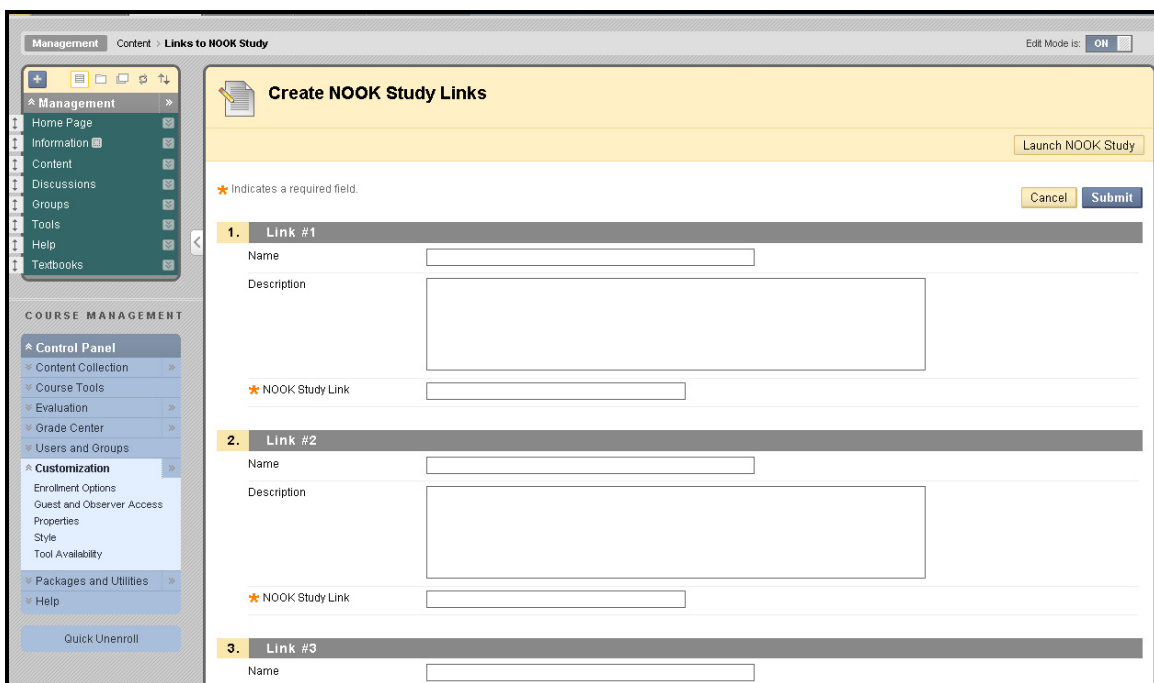 Management Content > Links to NOOK Study
Edit Mode is: ON
Management
Home Page
Information
Content
Discussions
Groups
Tools
Help
Textbooks
COURSE MANAGEMENT
Control Panel
Content Collection
Course Tools
Evaluation
Grade Center
Users and Groups
Customization
Enrollment Options
Guest and Observer Access
Properties
Style
Tool Availability
Packages and Utilities
Help
Quick Unenroll
Create NOOK Study Links
Launch NOOK Study
Indicates a required field.
Cancel Submit
1. Link #1
Name
Description
NOOK Study Link
2. Link #2
Name
Description
NOOK Study Link
3. Link #3
Name